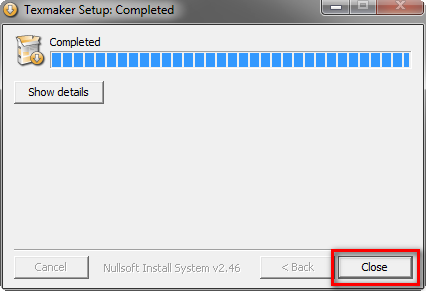 Texmaker Setup: Completed
Completed
Show details
Cancel
Nullsoft Install System v2.46
< Back
Close